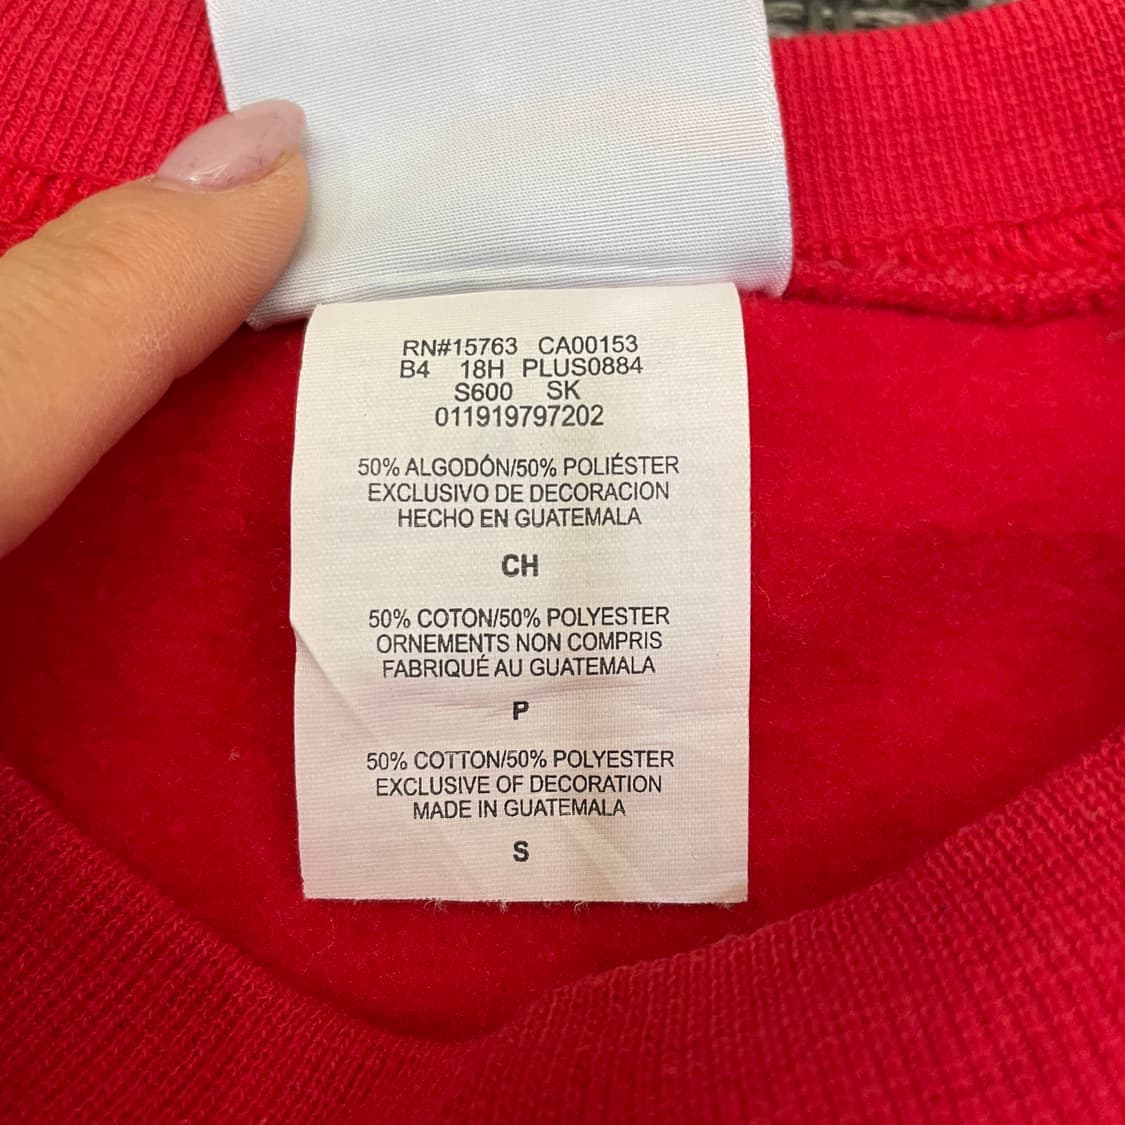 RN#15763 CA00153
B4 18H PLUS0884
S600 SK
011919797202
50% ALGODÓN/50% POLIÉSTER
EXCLUSIVO DE DECORACION
HECHO EN GUATEMALA
CH
50% COTON/50% POLYESTER
ORNEMENTS NON COMPRIS
FABRIQUÉ AU GUATEMALA
P
50% COTTON/50% POLYESTER
EXCLUSIVE OF DECORATION
MADE IN GUATEMALA
S